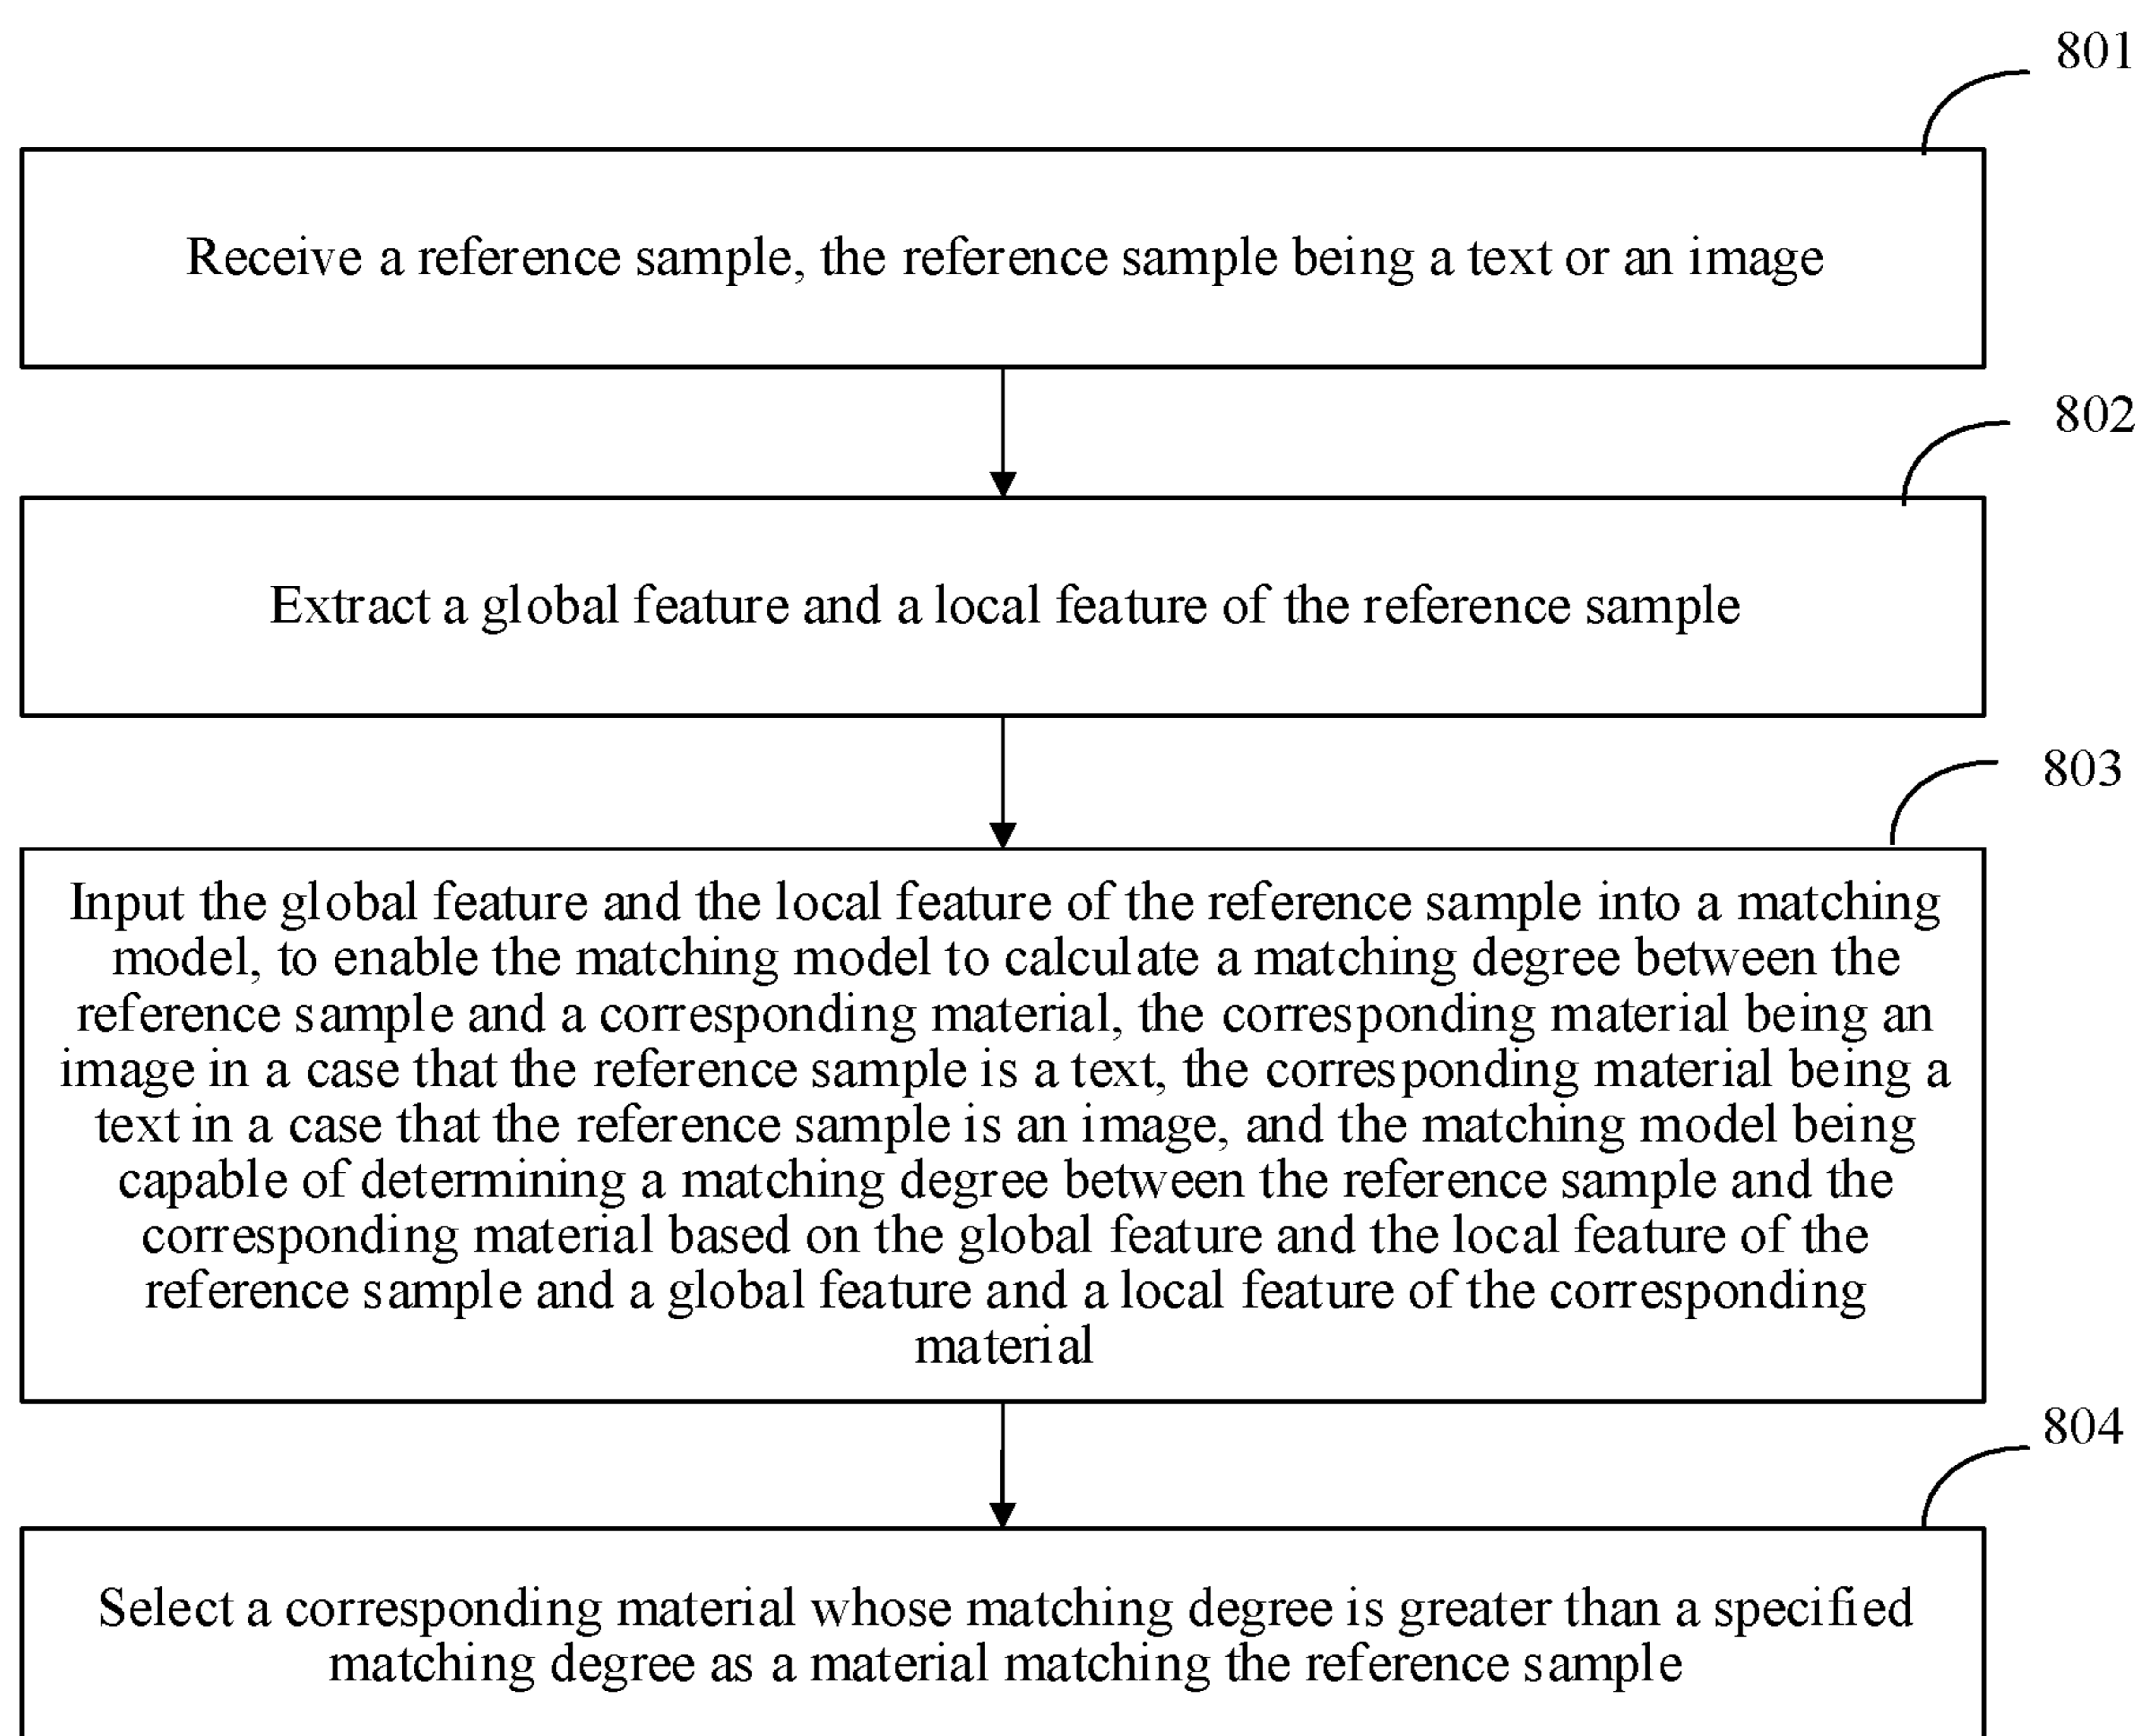 801
Receive a reference sample, the reference sample being a text or an image
802
Extract a global feature and a local feature of the reference sample
803
Input the global feature and the local feature of the reference sample into a matching
model, to enable the matching model to calculate a matching degree between the
reference sample and a corresponding material, the corresponding material being an
image in a case that the reference sample is a text, the corresponding material being a
text in a case that the reference sample is an image, and the matching model being
capable of determining a matching degree between the reference sample and the
corresponding material based on the global feature and the local feature of the
reference sample and a global feature and a local feature of the corresponding
material
804
Select a corresponding material whose matching degree is greater than a specified
matching degree as a material matching the reference sample